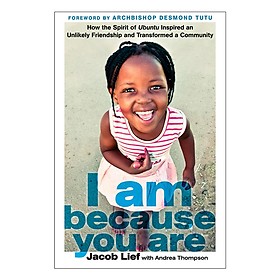 FOREWORD BY ARCHBISHOP DESMOND TUTU
How the Spirit of Ubuntu Inspired an
Unlikely Friendship and Transformed a Community
I am
because
you are
Jacob Lief with Andrea Thompson